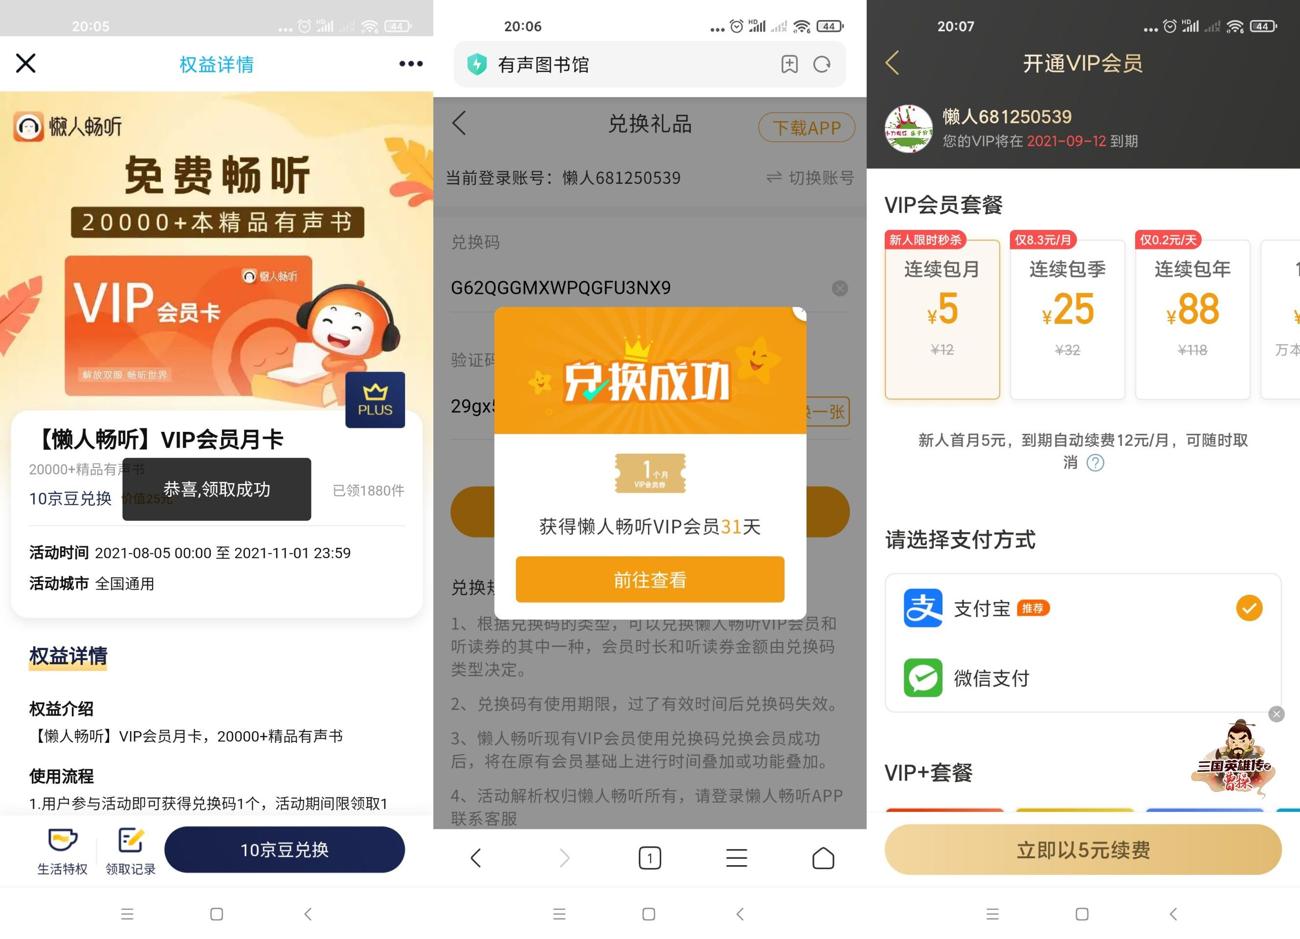 20:05
HD
44
权益详情
懒人畅听
免费畅听
20000+本精品有声书
懒人畅听
VIP会员卡
解放双眼 畅听世界
PLUS
【懒人畅听】VIP会员月卡
20000+精品有声书
10京豆兑换 价值25元
已领1880件
恭喜,领取成功
活动时间 2021-08-05 00:00 至 2021-11-01 23:59
活动城市 全国通用
权益详情
权益介绍
【懒人畅听】VIP会员月卡，20000+精品有声书
使用流程
1.用户参与活动即可获得兑换码1个，活动期间限领取1
生活特权
领取记录
10京豆兑换
20:06
HD
44
有声图书馆
兑换礼品
下载APP
当前登录账号：懒人681250539
切换账号
兑换码
G62QGGMXWPQGFU3NX9
验证码
29gx
换一张
兑换成功
1个月
VIP会员券
获得懒人畅听VIP会员31天
前往查看
兑换规
1、根据兑换码的类型，可以兑换懒人畅听VIP会员和
听读券的其中一种，会员时长和听读券金额由兑换码
类型决定。
2、兑换码有使用期限，过了有效时间后兑换码失效。
3、懒人畅听现有VIP会员使用兑换码兑换会员成功
后，将在原有会员基础上进行时间叠加或功能叠加。
4、活动解析权归懒人畅听所有，请登录懒人畅听APP
联系客服
1
20:07
HD
44
开通VIP会员
懒人681250539
您的VIP将在 2021-09-12 到期
VIP会员套餐
新人限时秒杀
连续包月
¥5
¥12
仅8.3元/月
连续包季
¥25
¥32
仅0.2元/天
连续包年
¥88
¥118
万本
新人首月5元，到期自动续费12元/月，可随时取
消 ?
请选择支付方式
支付宝 推荐
微信支付
三国英雄传之
曹操
VIP+套餐
立即以5元续费